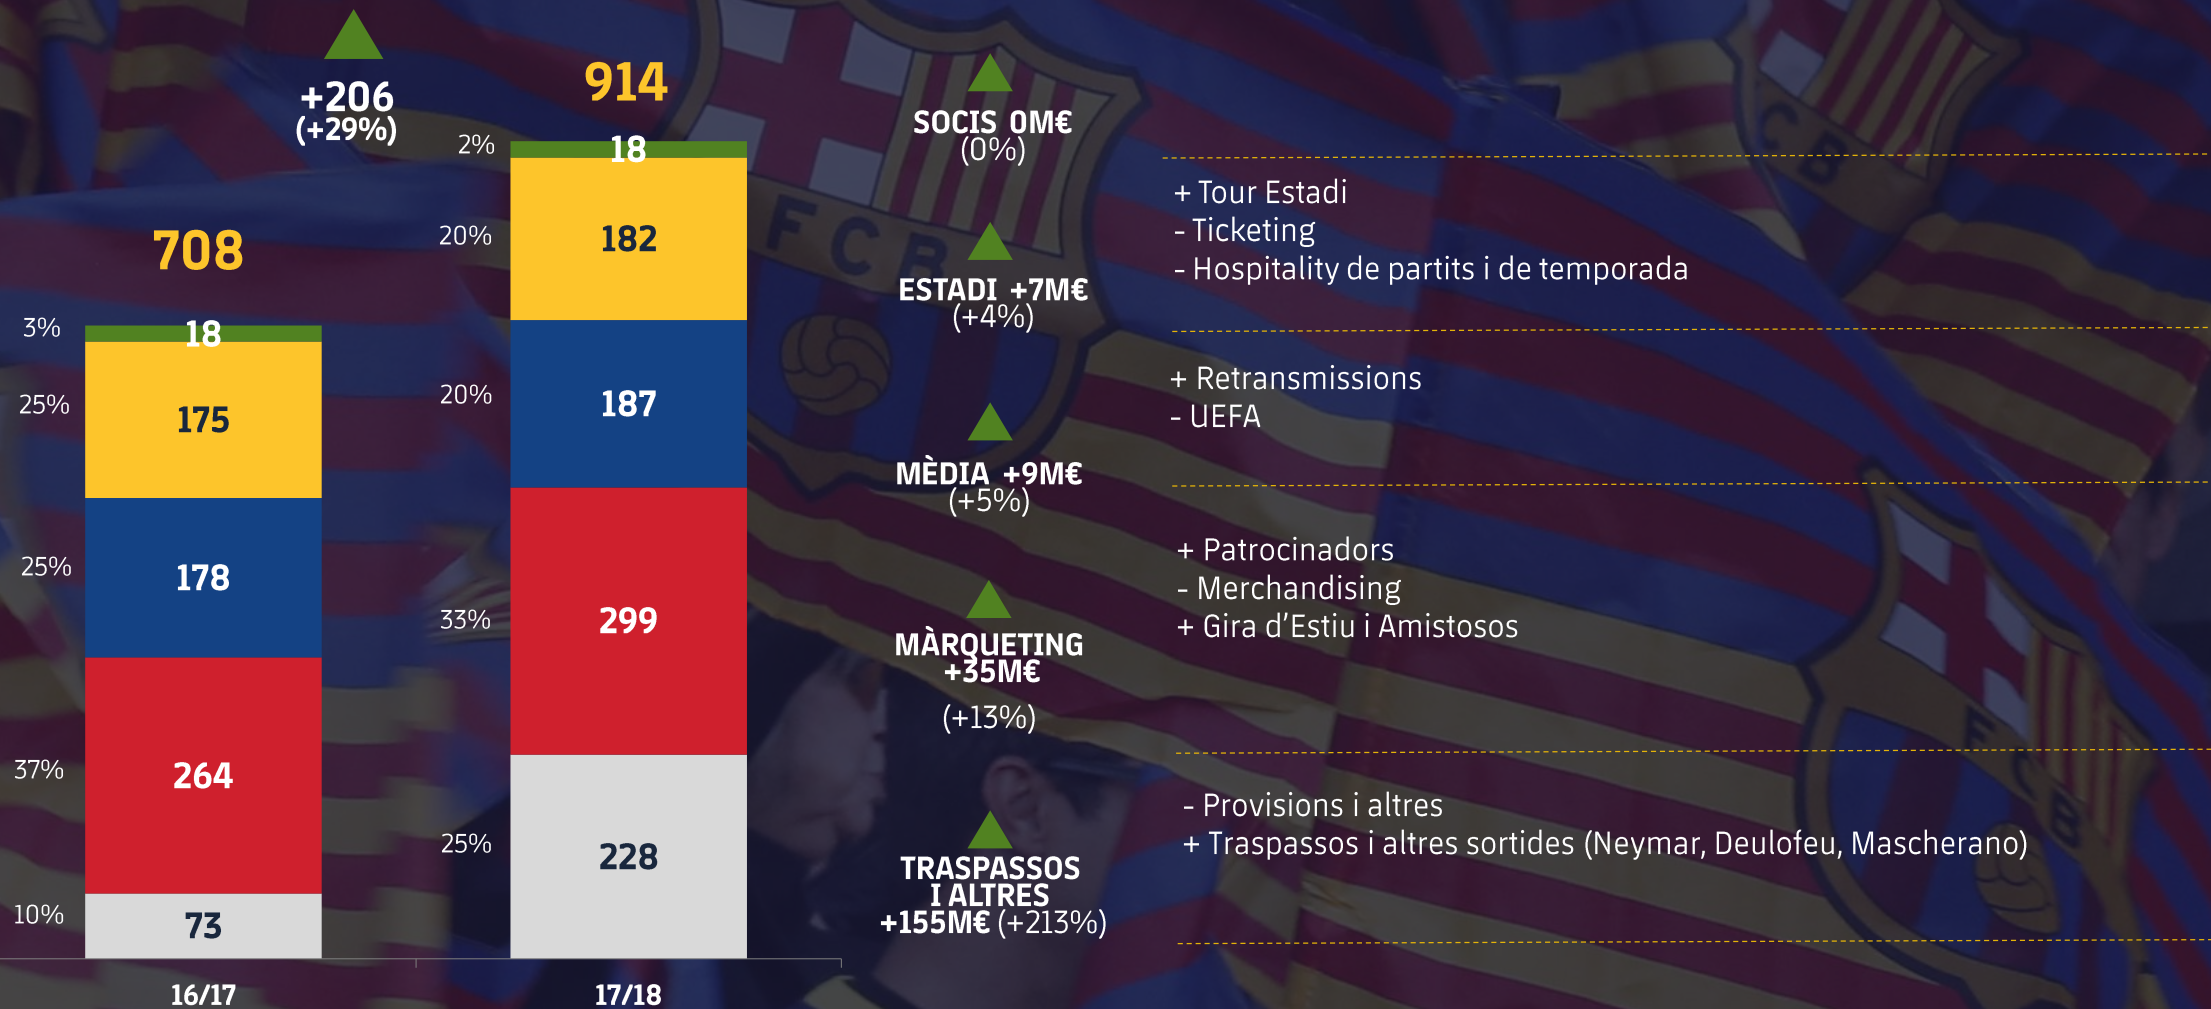 +206
(+29%)
914
708
3%
18
25%
175
25%
178
37%
264
10%
73
16/17
2%
18
20%
182
20%
187
33%
299
25%
228
17/18
SOCIS 0M€
(0%)
ESTADI +7M€
(+4%)
MÈDIA +9M€
(+5%)
MÀRQUETING
+35M€
(+13%)
TRASPASSOS
I ALTRES
+155M€ (+213%)
+ Tour Estadi
- Ticketing
- Hospitality de partits i de temporada
+ Retransmissions
- UEFA
+ Patrocinadors
- Merchandising
+ Gira d'Estiu i Amistosos
- Provisions i altres
+ Traspassos i altres sortides (Neymar, Deulofeu, Mascherano)
FCB
CB
FCB